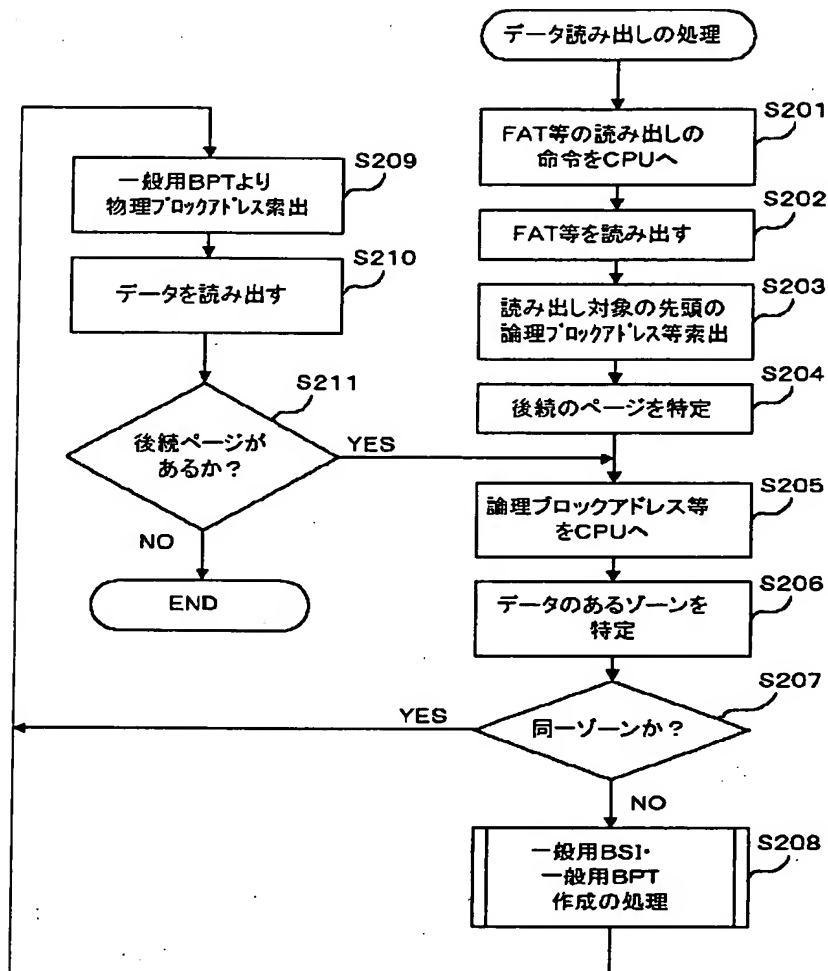 データ読み出しの処理
S201
FAT等の読み出しの
命令をCPUへ
S202
FAT等を読み出す
S203
読み出し対象の先頭の
論理ブロックアドレス等索出
S204
後続のページを特定
S205
論理ブロックアドレス等
をCPUへ
S206
データのあるゾーンを
特定
S207
同一ゾーンか?
YES
NO
S208
一般用BSI・
一般用BPT
作成の処理
S209
一般用BPTより
物理ブロックアドレス索出
S210
データを読み出す
S211
後続ページが
あるか?
YES
NO
END